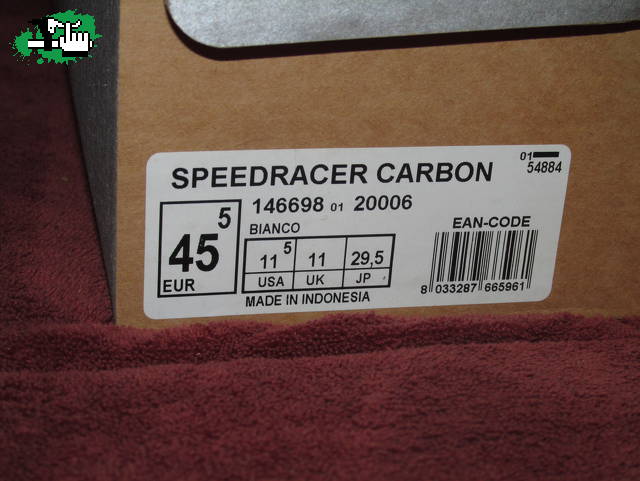 SPEEDRACER CARBON
01
54884
146698 01 20006
BIANCO
45 5
EUR
11 5 11 29,5
USA UK JP
MADE IN INDONESIA
EAN-CODE
8 033287 665961